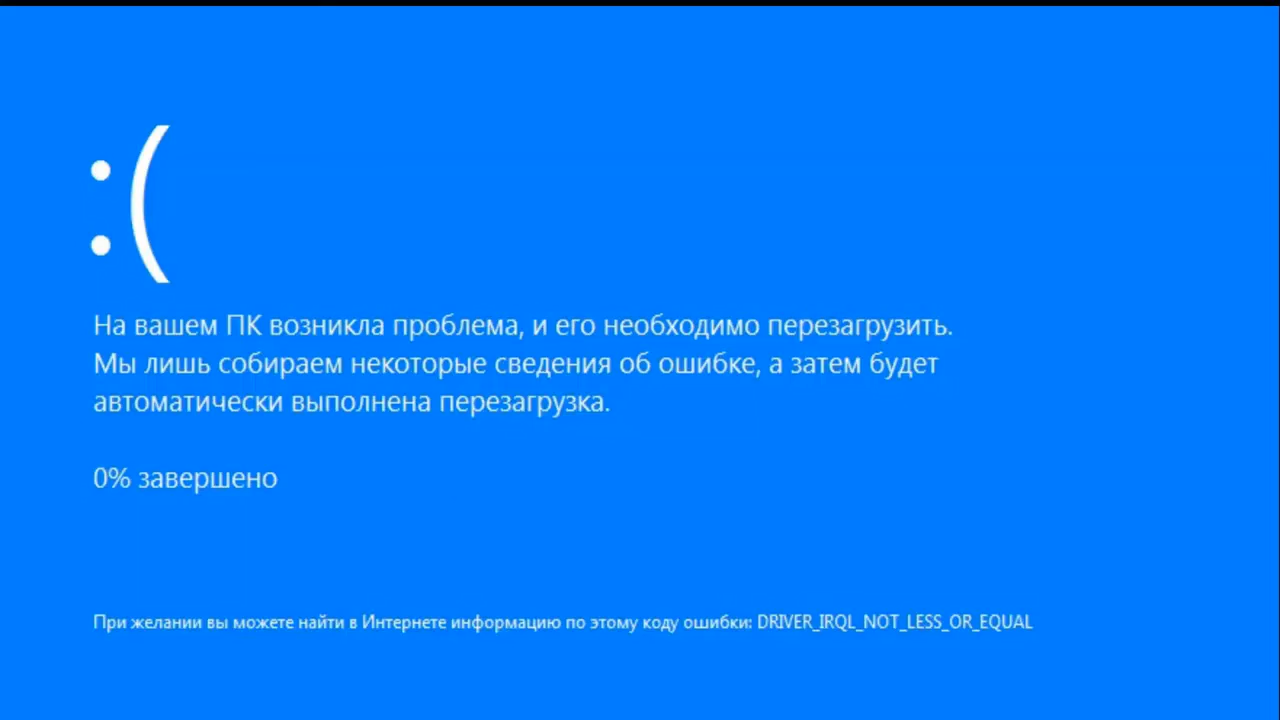 :(
На вашем ПК возникла проблема, и его необходимо перезагрузить.
Мы лишь собираем некоторые сведения об ошибке, а затем будет
автоматически выполнена перезагрузка.
0% завершено
При желании вы можете найти в Интернете информацию по этому коду ошибки: DRIVER_IRQL_NOT_LESS_OR_EQUAL